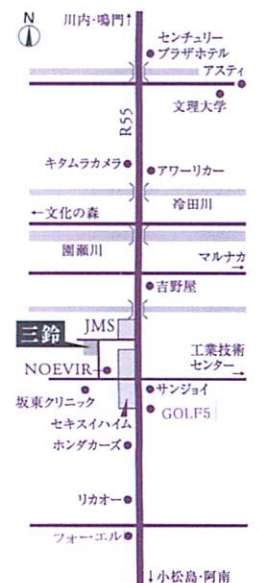 N
川内・鳴門↑
センチュリー
プラザホテル
アスティ
文理大学
R55
キタムラカメラ
アワーリカー
冷田川
←文化の森
園瀬川
マルナカ
→
吉野屋
JMS
三鈴
工業技術
センター→
NOEVIR
サンジョイ
坂東クリニック
GOLF5
セキスイハイム
ホンダカーズ
リカオー
フォーエル
↓小松島・阿南